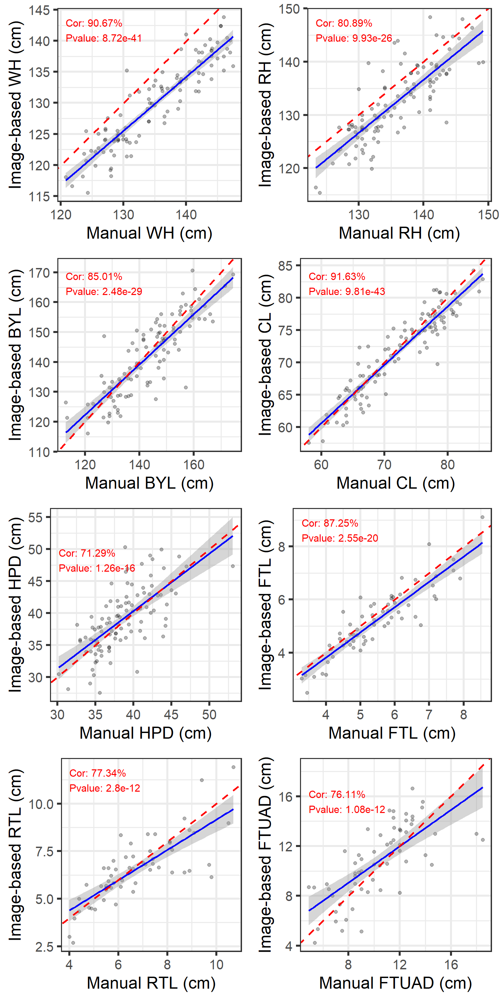 145
140
135
130
125
120
115
Image-based WH (cm)
Cor: 90.67%
Pvalue: 8.72e-41
120 130 140
Manual WH (cm)
150
140
130
120
Image-based RH (cm)
Cor: 80.89%
Pvalue: 9.93e-26
130 140 150
Manual RH (cm)
170
160
150
140
130
120
110
Image-based BYL (cm)
Cor: 85.01%
Pvalue: 2.48e-29
120 140 160
Manual BYL (cm)
85
80
75
70
65
60
Image-based CL (cm)
Cor: 91.63%
Pvalue: 9.81e-43
60 70 80
Manual CL (cm)
55
50
45
40
35
30
Image-based HPD (cm)
Cor: 71.29%
Pvalue: 1.26e-16
30 35 40 45 50
Manual HPD (cm)
8
6
4
Image-based FTL (cm)
Cor: 87.25%
Pvalue: 2.55e-20
4 5 6 7 8
Manual FTL (cm)
10.0
7.5
5.0
2.5
Image-based RTL (cm)
Cor: 77.34%
Pvalue: 2.8e-12
4 6 8 10
Manual RTL (cm)
16
12
8
4
Image-based FTUAD (cm)
Cor: 76.11%
Pvalue: 1.08e-12
8 12 16
Manual FTUAD (cm)